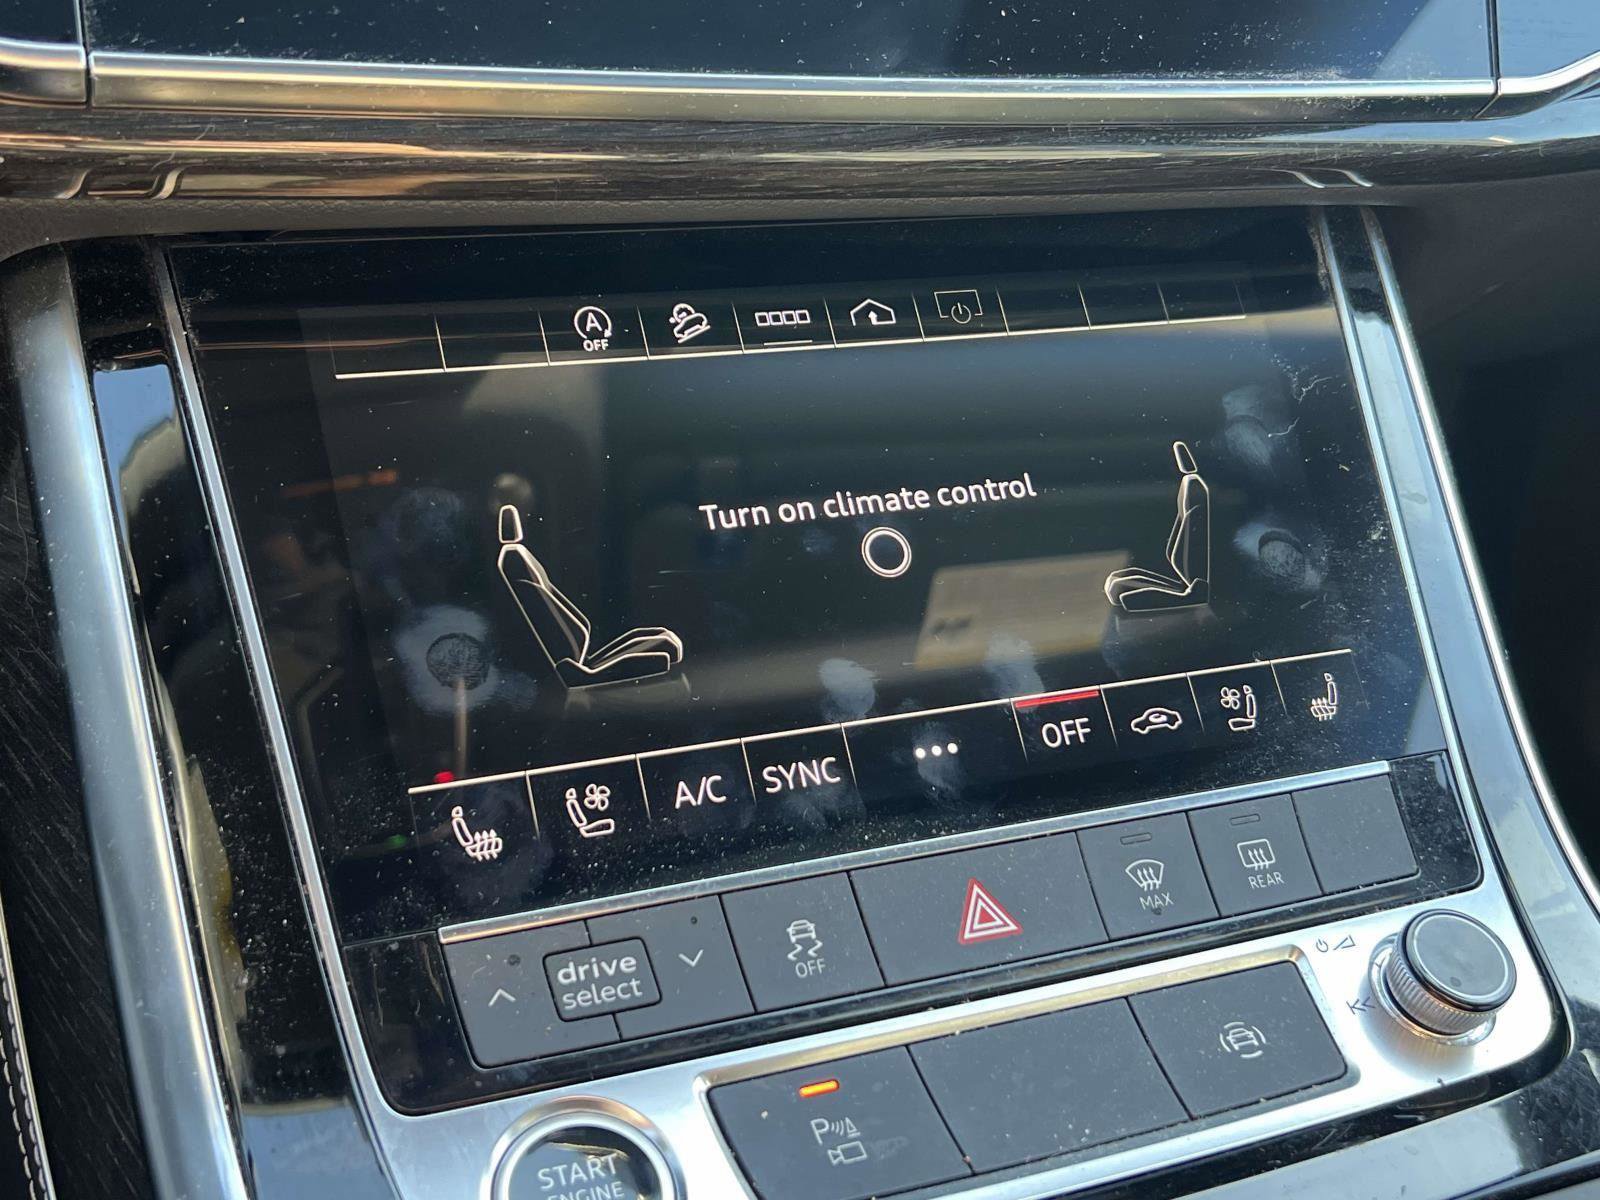 A
OFF
Turn on climate control
A/C
SYNC
OFF
drive
select
OFF
MAX
REAR
P
START
ENGINE